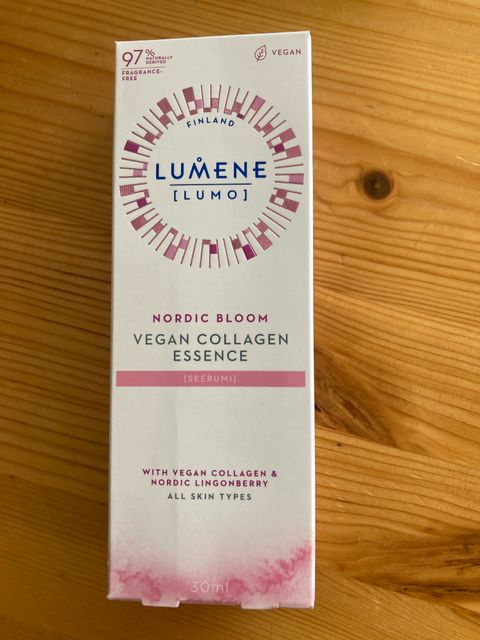 97%
NATURALLY
DERIVED
FRAGRANCE-
FREE
VEGAN
FINLAND
LUMENE
[LUMO]
NORDIC BLOOM
VEGAN COLLAGEN
ESSENCE
[SEERUMI]
WITH VEGAN COLLAGEN &
NORDIC LINGONBERRY
ALL SKIN TYPES
30ml